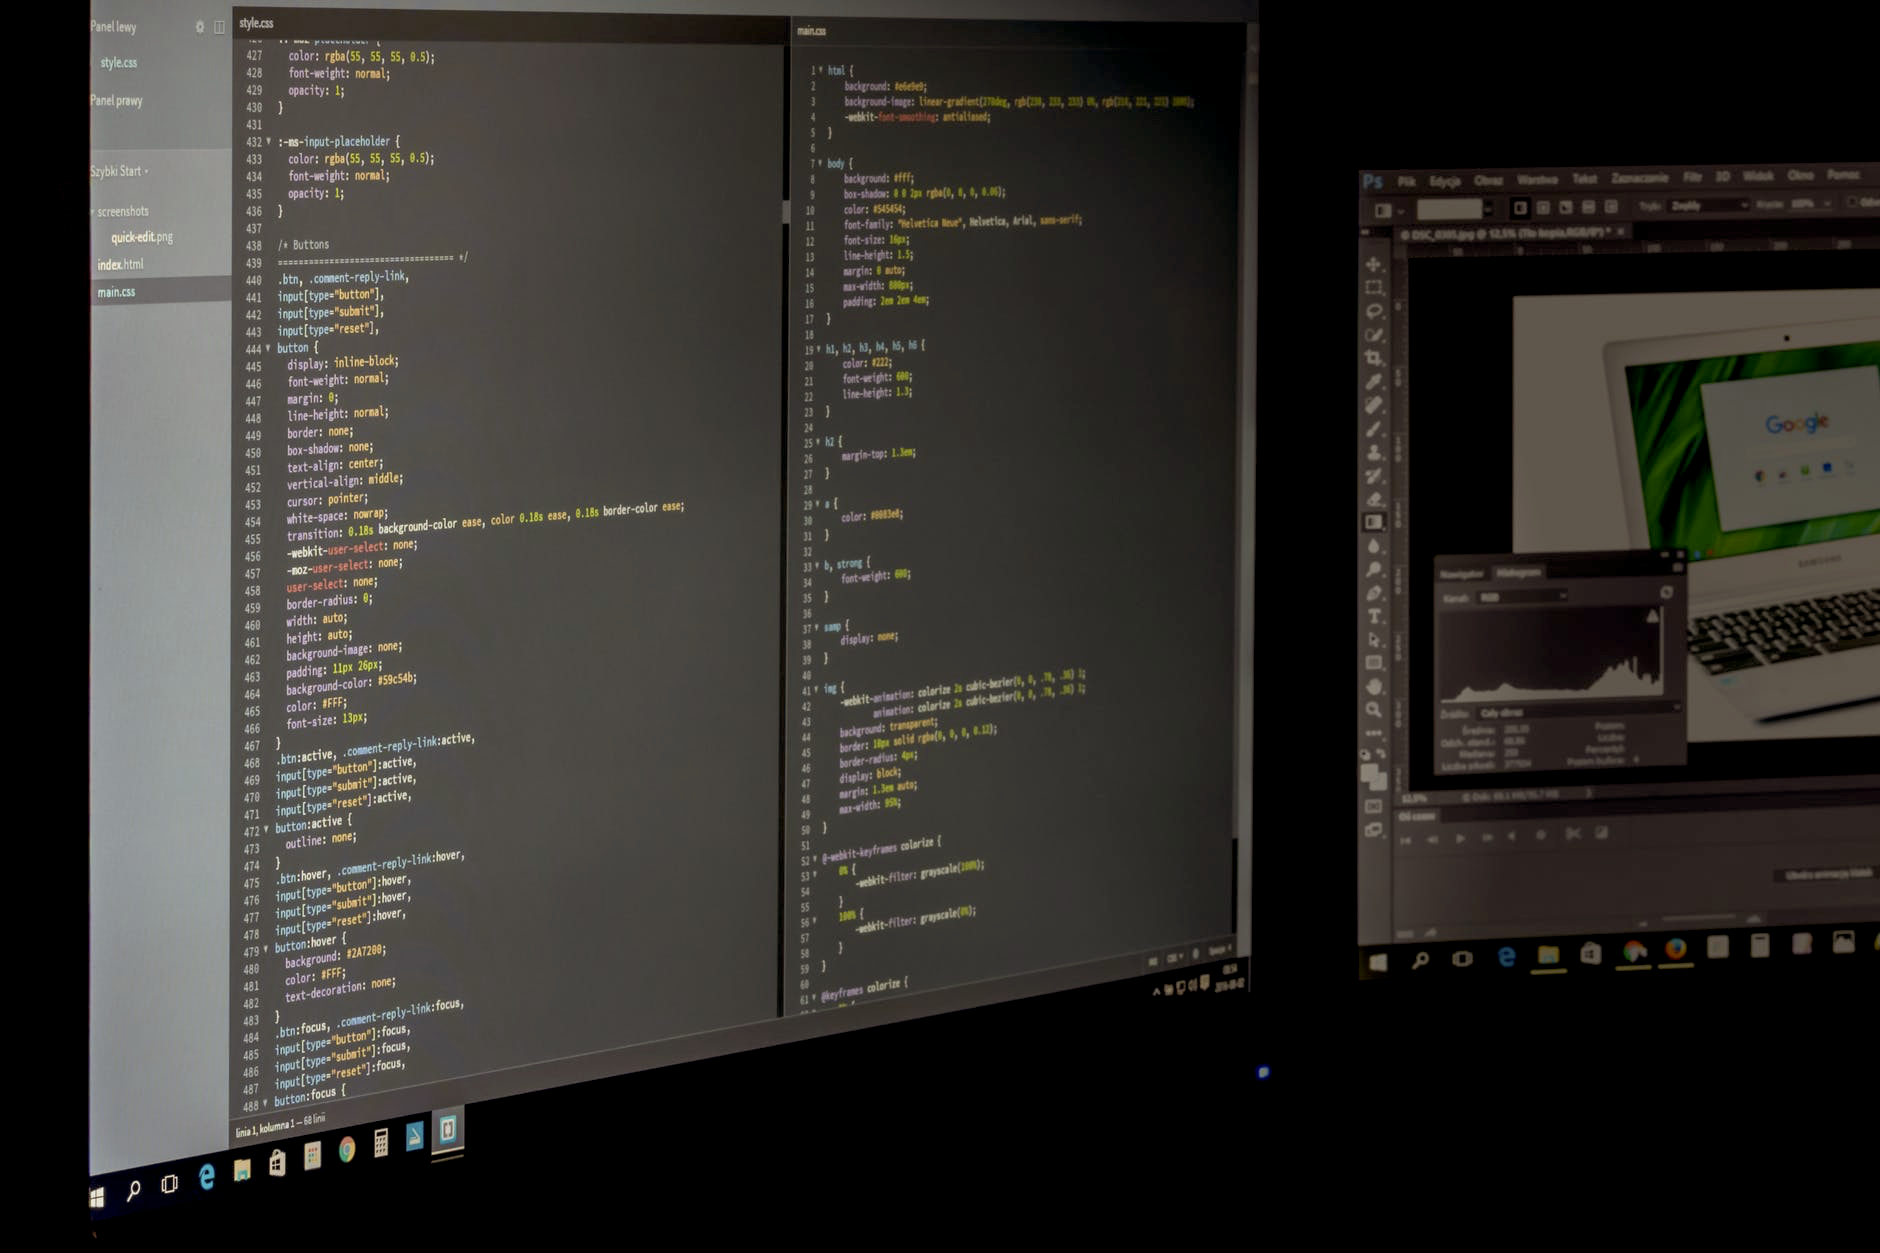 Panel lewy
style.css
Panel prawy
Szybki Start
screenshots
quick-edit.png
index.html
main.css
style.css
427 color: rgba(55, 55, 55, 0.5);
428 font-weight: normal;
429 opacity: 1;
430 }
431
432 :-ms-input-placeholder {
433 color: rgba(55, 55, 55, 0.5);
434 font-weight: normal;
435 opacity: 1;
436 }
437
438 /* Buttons
439 ================================== */
440 .btn, .comment-reply-link,
441 input[type="button"],
442 input[type="submit"],
443 input[type="reset"],
444 button {
445 display: inline-block;
446 font-weight: normal;
447 margin: 0;
448 line-height: normal;
449 border: none;
450 box-shadow: none;
451 text-align: center;
452 vertical-align: middle;
453 cursor: pointer;
454 white-space: nowrap;
455 transition: 0.18s background-color ease, color 0.18s ease, 0.18s border-color ease;
456 -webkit-user-select: none;
457 -moz-user-select: none;
458 user-select: none;
459 border-radius: 0;
460 width: auto;
461 height: auto;
462 background-image: none;
463 padding: 11px 26px;
464 background-color: #59c54b;
465 color: #FFF;
466 font-size: 13px;
467 }
468 .btn:active, .comment-reply-link:active,
469 input[type="button"]:active,
470 input[type="submit"]:active,
471 input[type="reset"]:active,
472 button:active {
473 outline: none;
474 }
475 .btn:hover, .comment-reply-link:hover,
476 input[type="button"]:hover,
477 input[type="submit"]:hover,
478 input[type="reset"]:hover,
479 button:hover {
480 background: #2A7200;
481 color: #FFF;
482 text-decoration: none;
483 }
484 .btn:focus, .comment-reply-link:focus,
485 input[type="button"]:focus,
486 input[type="submit"]:focus,
487 input[type="reset"]:focus,
488 button:focus {
linia 1, kolumna 1 — 68 linii
main.css
1 html {
2 background: #e6e9e9;
3 background-image: linear-gradient(270deg, rgb(230, 233, 233) 0%, rgb(216, 221, 221) 100%);
4 -webkit-font-smoothing: antialiased;
5 }
6
7 body {
8 background: #fff;
9 box-shadow: 0 0 2px rgba(0, 0, 0, 0.06);
10 color: #545454;
11 font-family: "Helvetica Neue", Helvetica, Arial, sans-serif;
12 font-size: 16px;
13 line-height: 1.5;
14 margin: 0 auto;
15 max-width: 800px;
16 padding: 2em 2em 4em;
17 }
18
19 h1, h2, h3, h4, h5, h6 {
20 color: #222;
21 font-weight: 600;
22 line-height: 1.3;
23 }
24
25 h2 {
26 margin-top: 1.3em;
27 }
28
29 a {
30 color: #0083e8;
31 }
32
33 b, strong {
34 font-weight: 600;
35 }
36
37 samp {
38 display: none;
39 }
40
41 img {
42 -webkit-animation: colorize 2s cubic-bezier(0, 0, .78, .36) 1;
43 animation: colorize 2s cubic-bezier(0, 0, .78, .36) 1;
44 background: transparent;
45 border: 10px solid rgba(0, 0, 0, 0.12);
46 border-radius: 4px;
47 display: block;
48 margin: 1.3em auto;
49 max-width: 95%;
50 }
51
52 @-webkit-keyframes colorize {
53 0% {
54 -webkit-filter: grayscale(100%);
55 }
56 100% {
57 -webkit-filter: grayscale(0%);
58 }
59 }
60
61 @keyframes colorize {
Ps Plik Edycja Obraz Warstwa Tekst Zaznaczenie Filtr 3D Widok Okno Pomoc
Tryb: Zwykły
© DSC_0305.jpg @ 12,5% (Tło kopia,RGB/8*) *
Google
SAMSUNG
Nawigator Histogram
Kanał: RGB
Źródło: Cały obraz
Oś czasu